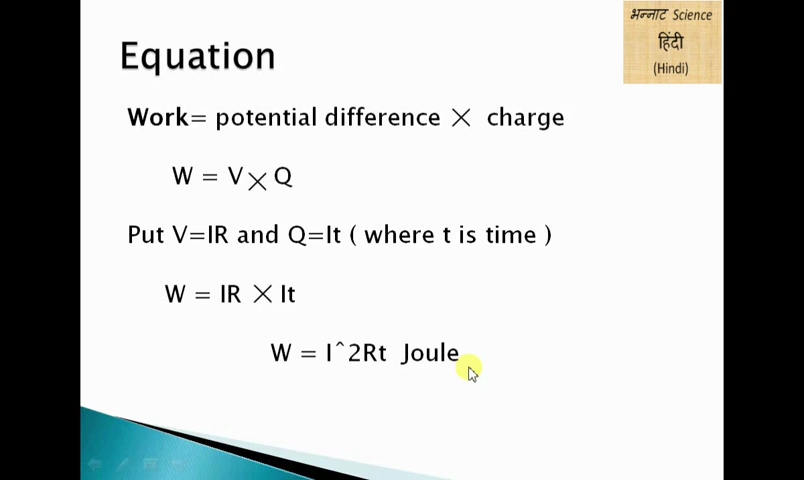 भन्नाट Science
हिंदी
(Hindi)
Equation
Work= potential difference × charge
W = V × Q
Put V=IR and Q=It ( where t is time )
W = IR × It
W = I^2Rt Joule